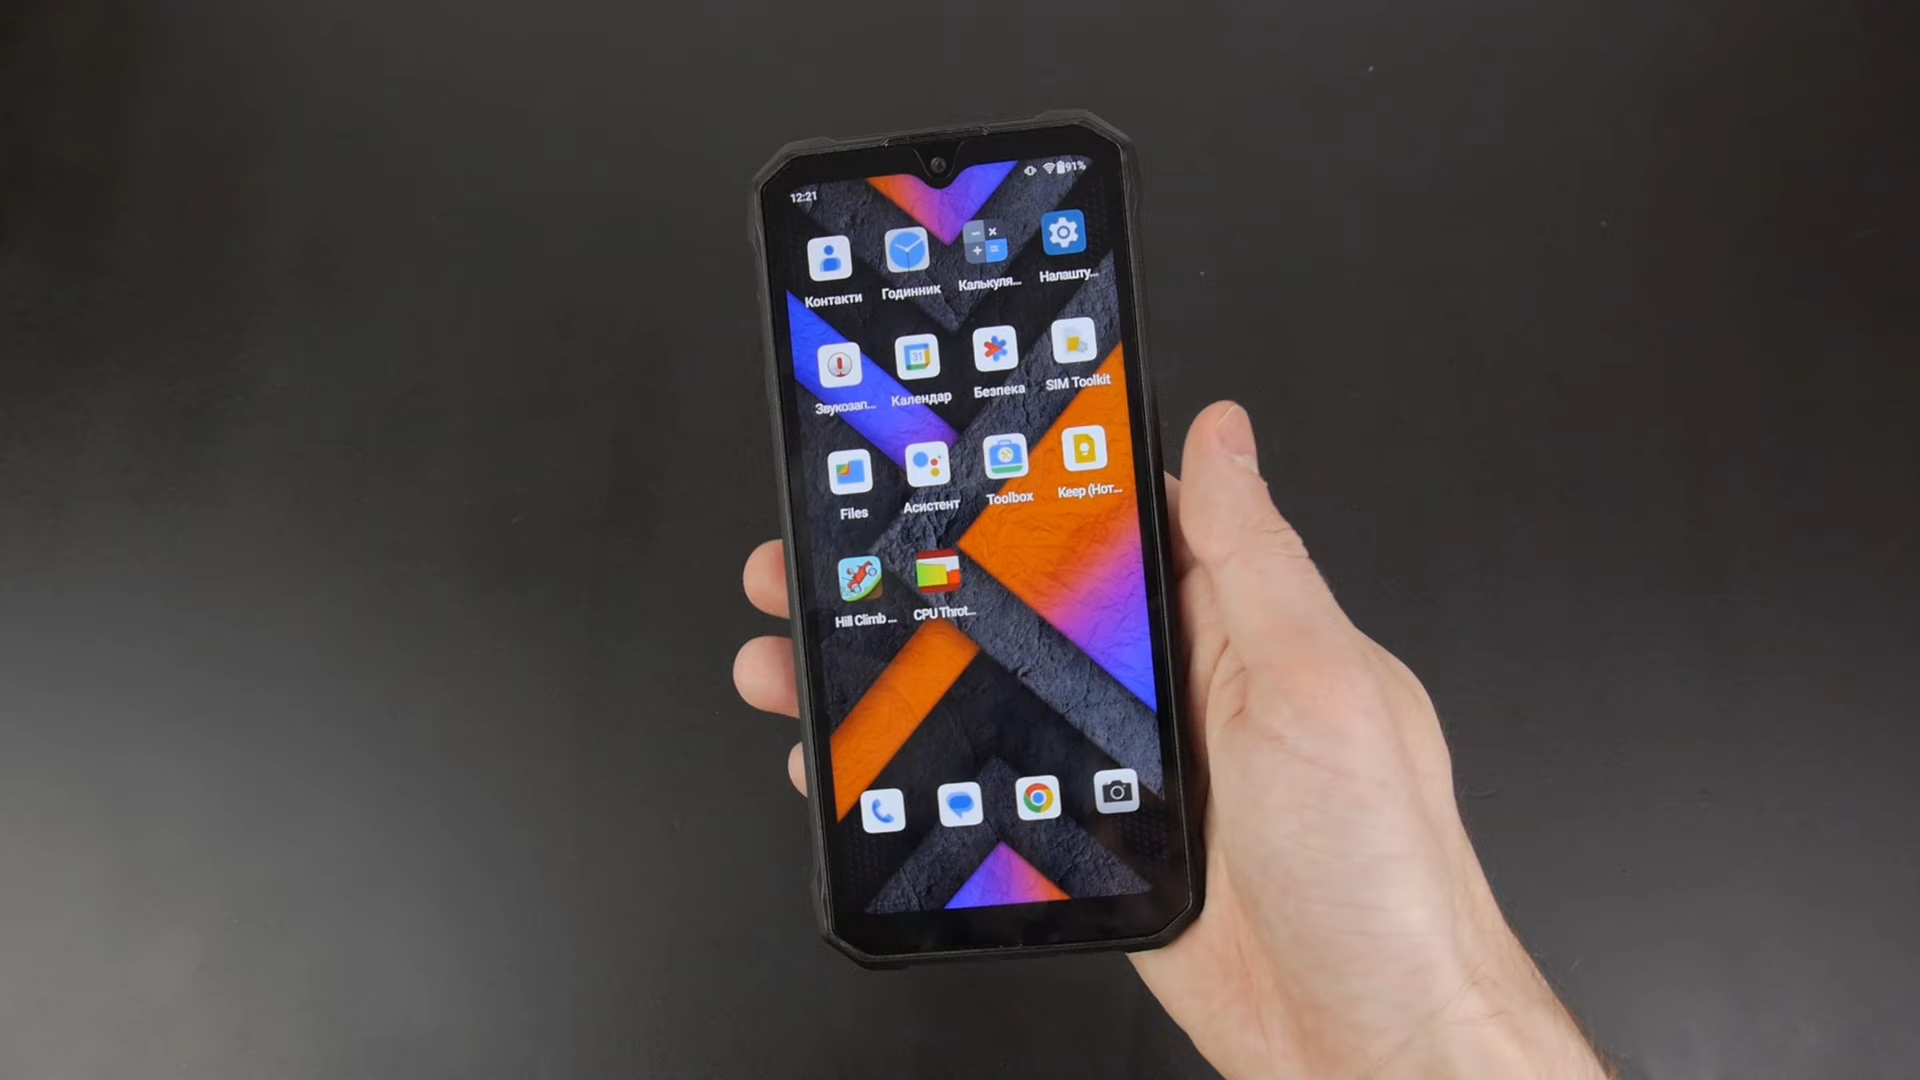 12:21
91%
Контакти
Годинник
Калькуля...
Налашту...
31
Звукозап...
Календар
Безпека
SIM Toolkit
Files
Асистент
Toolbox
Keep (Нот...
Hill Climb ...
CPU Throt...